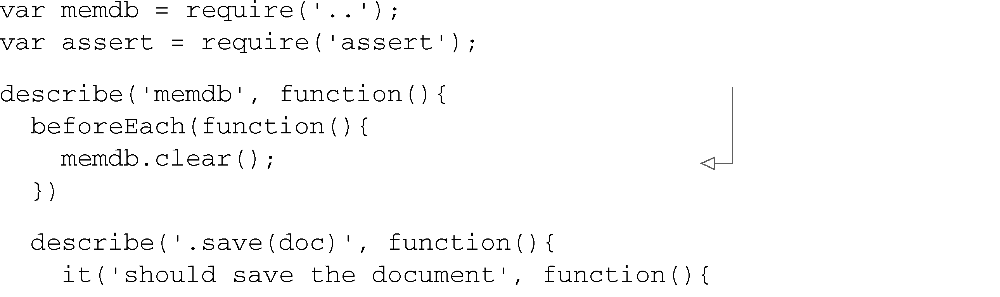 var memdb = require('..');
var assert = require('assert');
describe('memdb', function(){
  beforeEach(function(){
    memdb.clear();
  })
  describe('.save(doc)', function(){
    it('should save the document', function(){